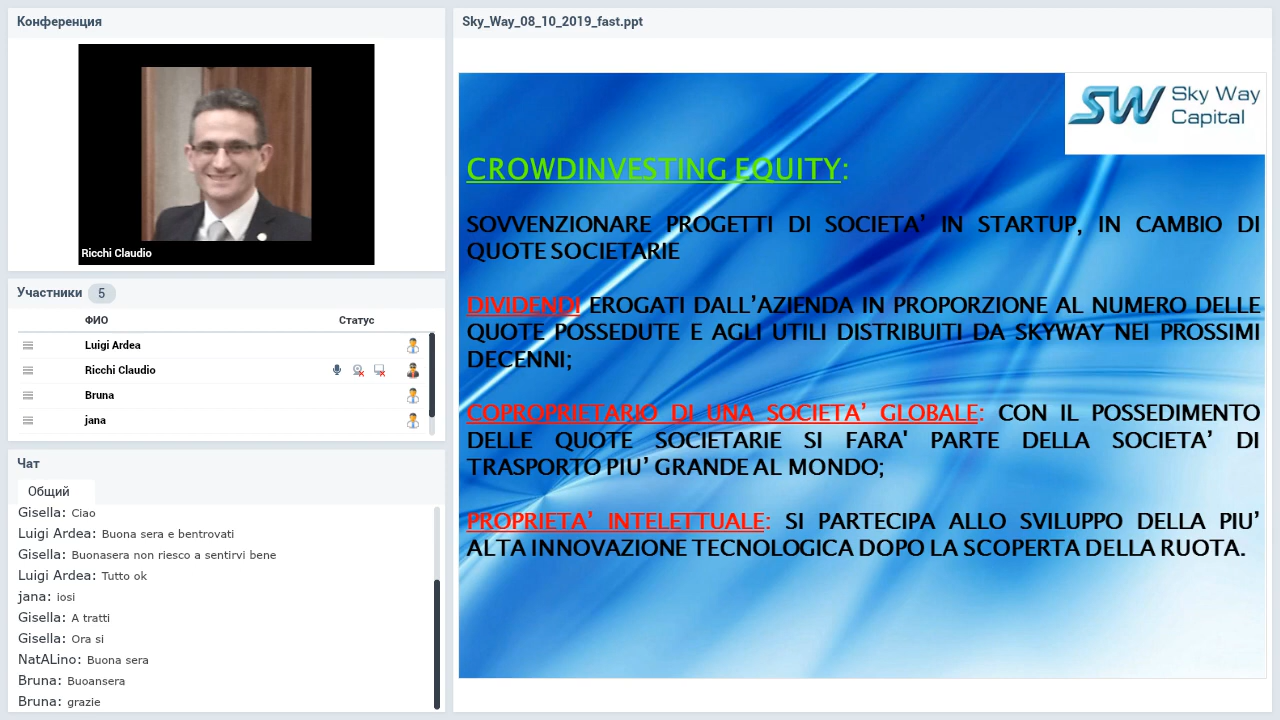 Конференция
Ricchi Claudio
Участники 5
ФИО Статус
Luigi Ardea
Ricchi Claudio
Bruna
jana
Чат
Общий
Gisella: Ciao
Luigi Ardea: Buona sera e bentrovati
Gisella: Buonasera non riesco a sentirvi bene
Luigi Ardea: Tutto ok
jana: iosi
Gisella: A tratti
Gisella: Ora si
NatALino: Buona sera
Bruna: Buoansera
Bruna: grazie
Sky_Way_08_10_2019_fast.ppt
SW Sky Way
Capital
CROWDINVESTING EQUITY:
SOVVENZIONARE PROGETTI DI SOCIETA’ IN STARTUP, IN CAMBIO DI
QUOTE SOCIETARIE
DIVIDENDI EROGATI DALL’AZIENDA IN PROPORZIONE AL NUMERO DELLE
QUOTE POSSEDUTE E AGLI UTILI DISTRIBUITI DA SKYWAY NEI PROSSIMI
DECENNI;
COPROPRIETARIO DI UNA SOCIETA’ GLOBALE: CON IL POSSEDIMENTO
DELLE QUOTE SOCIETARIE SI FARA' PARTE DELLA SOCIETA’ DI
TRASPORTO PIU’ GRANDE AL MONDO;
PROPRIETA’ INTELETTUALE: SI PARTECIPA ALLO SVILUPPO DELLA PIU’
ALTA INNOVAZIONE TECNOLOGICA DOPO LA SCOPERTA DELLA RUOTA.